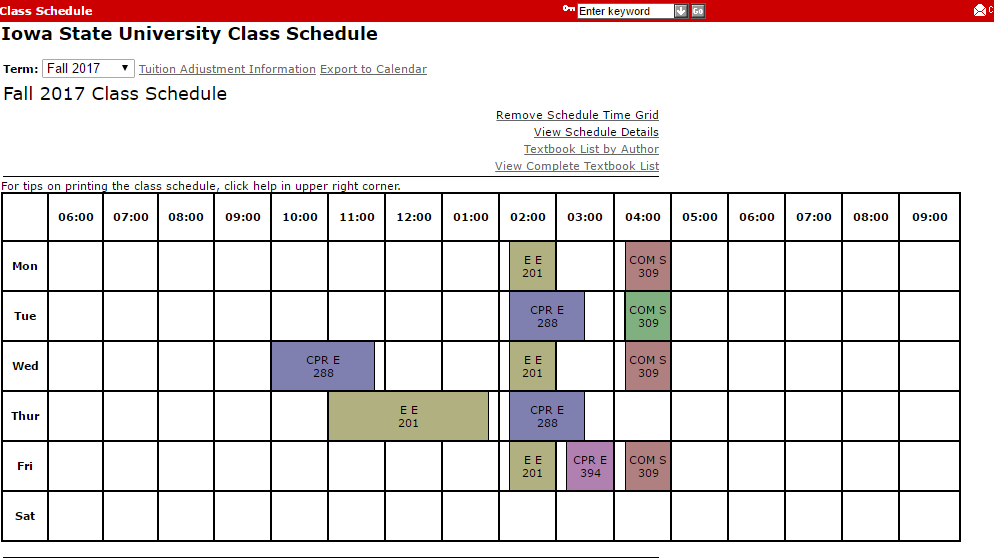 Class Schedule Enter keyword Go C
Iowa State University Class Schedule
Term: Fall 2017 Tuition Adjustment Information Export to Calendar
Fall 2017 Class Schedule
Remove Schedule Time Grid
View Schedule Details
Textbook List by Author
View Complete Textbook List
For tips on printing the class schedule, click help in upper right corner.
06:00 07:00 08:00 09:00 10:00 11:00 12:00 01:00 02:00 03:00 04:00 05:00 06:00 07:00 08:00 09:00
Mon
E E
201
COM S
309
Tue
CPR E
288
COM S
309
Wed
CPR E
288
E E
201
COM S
309
Thur
E E
201
CPR E
288
Fri
E E
201
CPR E
394
COM S
309
Sat